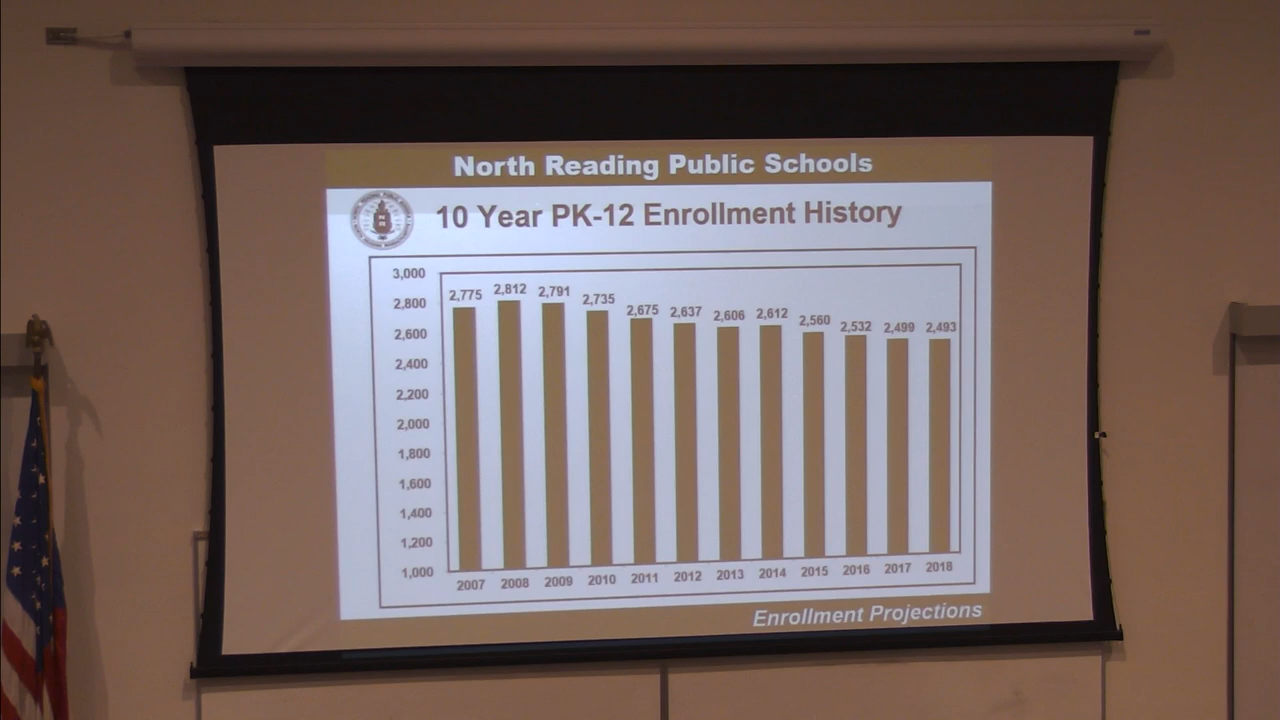 North Reading Public Schools
10 Year PK-12 Enrollment History
3,000
2,800
2,600
2,400
2,200
2,000
1,800
1,600
1,400
1,200
1,000
2,775 2,812 2,791 2,735 2,675 2,637 2,606 2,612 2,560 2,532 2,499 2,493
2007 2008 2009 2010 2011 2012 2013 2014 2015 2016 2017 2018
Enrollment Projections